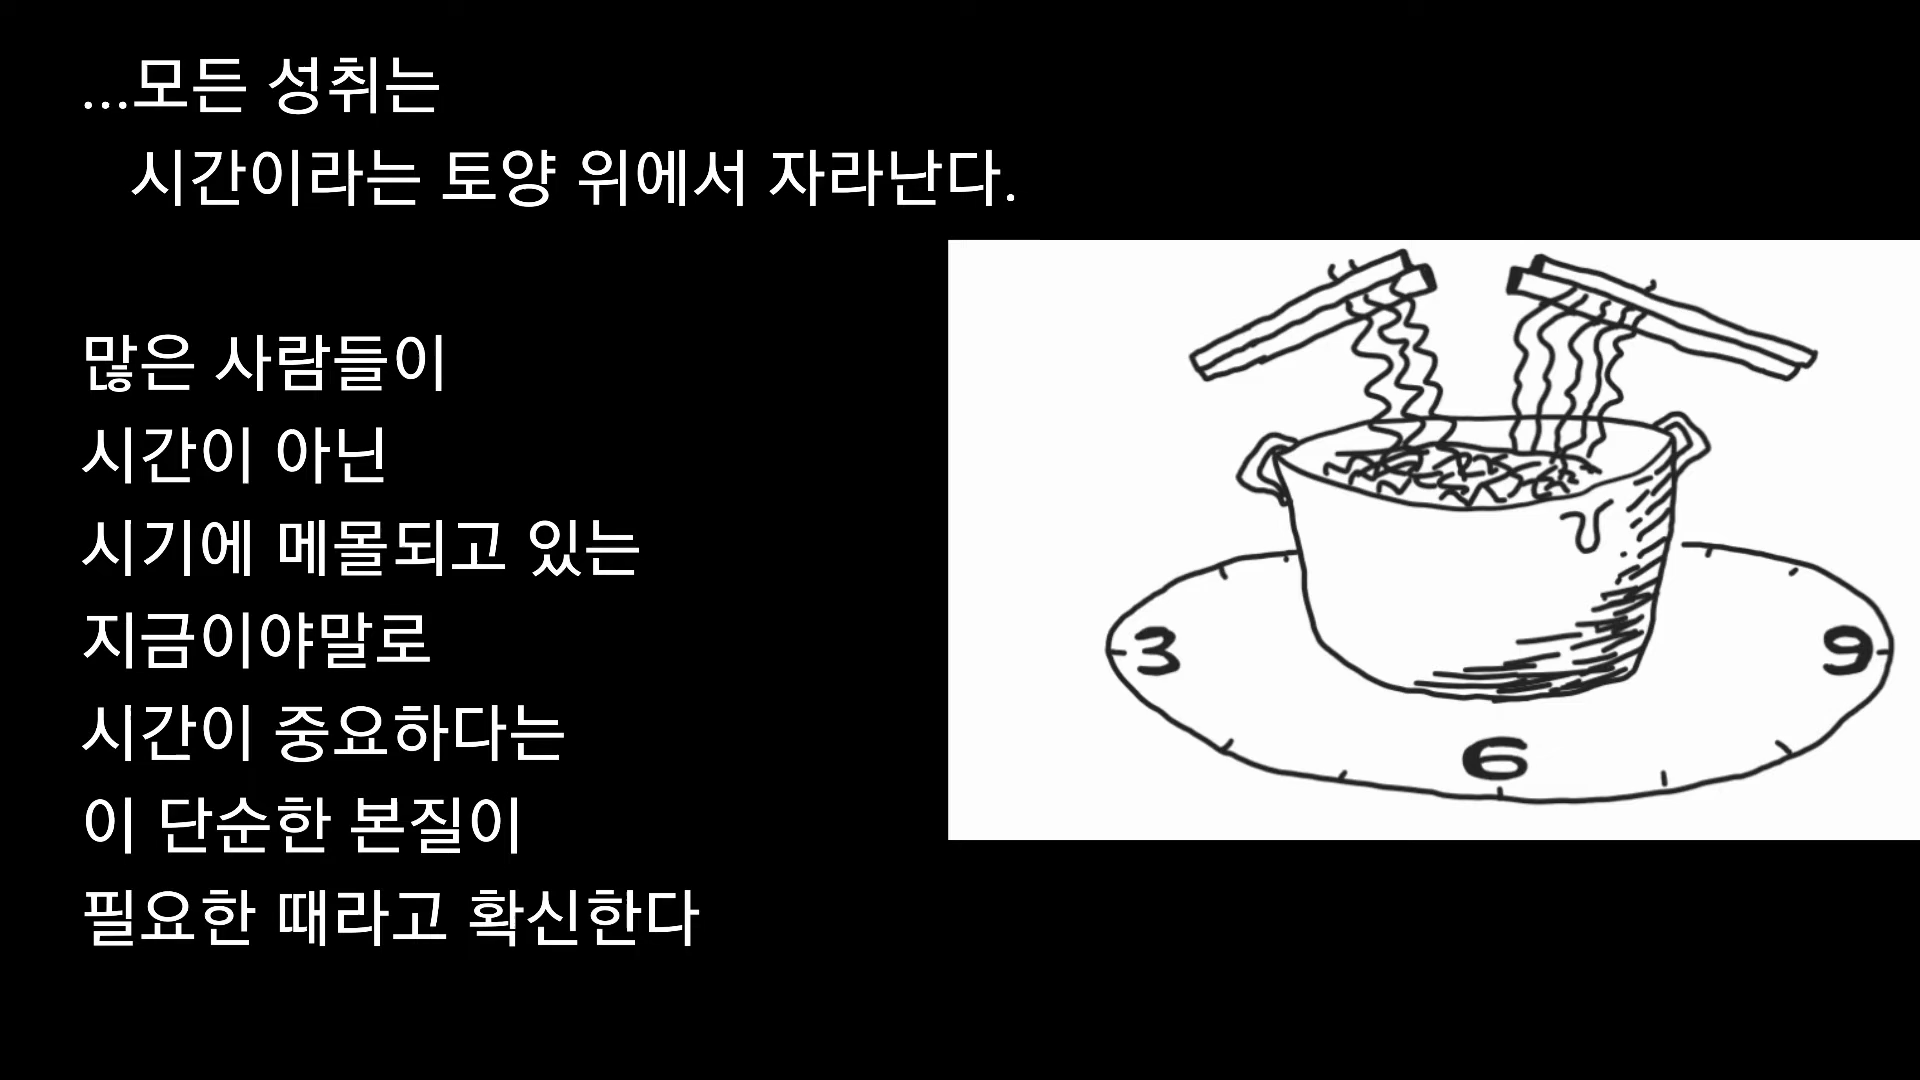 ...모든 성취는
시간이라는 토양 위에서 자라난다.
많은 사람들이
시간이 아닌
시기에 메몰되고 있는
지금이야말로
시간이 중요하다는
이 단순한 본질이
필요한 때라고 확신한다
3
9
6